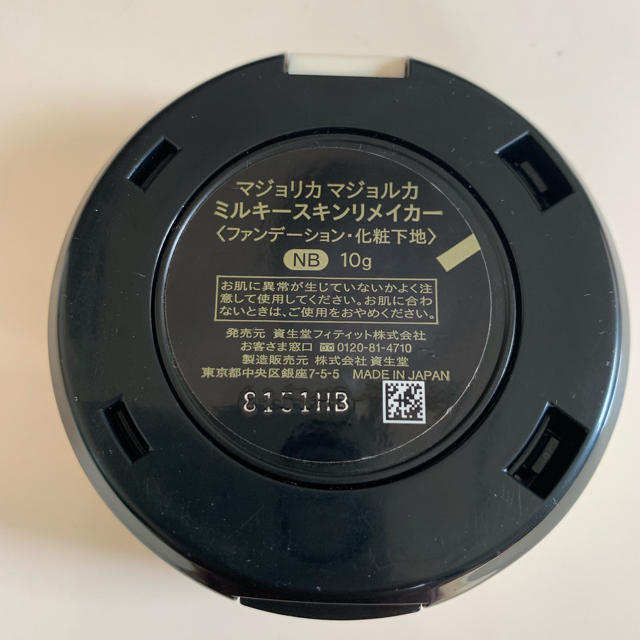 マジョリカ マジョルカ
ミルキースキンリメイカー
〈ファンデーション・化粧下地〉
NB 10g
お肌に異常が生じていないかよく注
意して使用してください。お肌に合わ
ないときは、ご使用をおやめください。
発売元 資生堂フィティット株式会社
お客さま窓口 0120-81-4710
製造販売元 株式会社 資生堂
東京都中央区銀座7-5-5 MADE IN JAPAN
8151HB